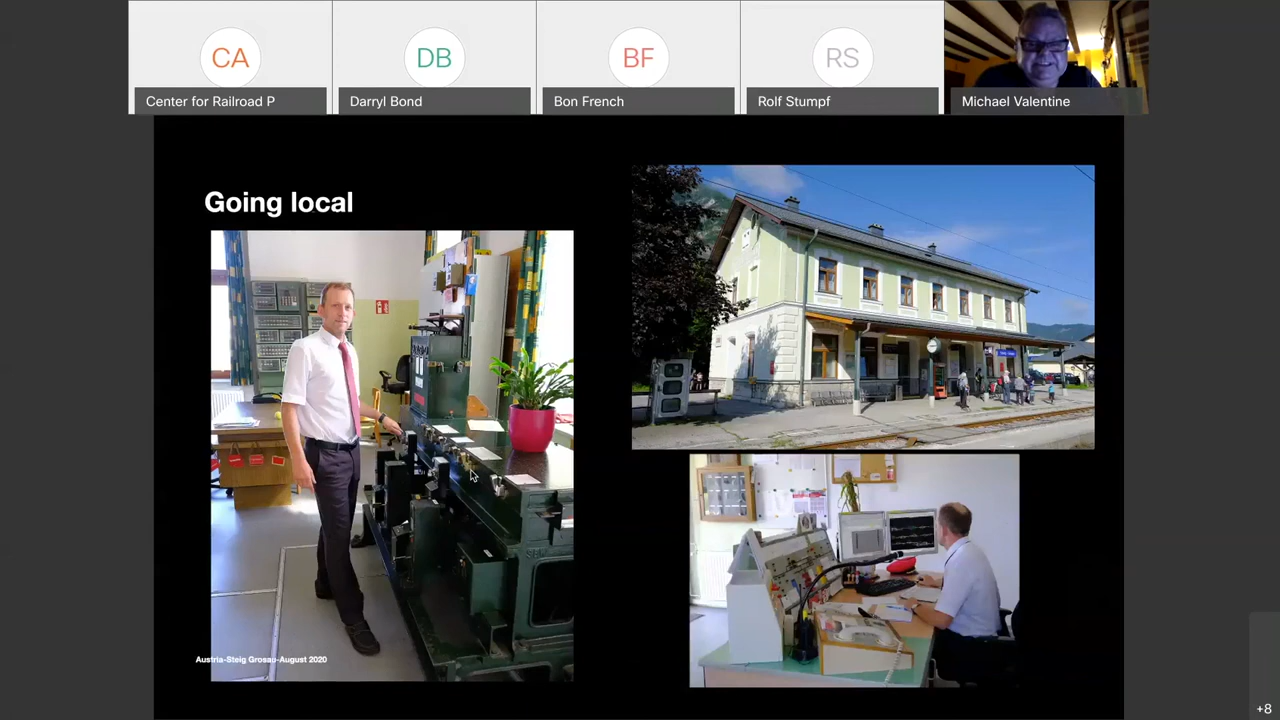 CA
DB
BF
RS
Center for Railroad P
Darryl Bond
Bon French
Rolf Stumpf
Michael Valentine
Going local
Austria-Steig Grosau-August 2020
+8